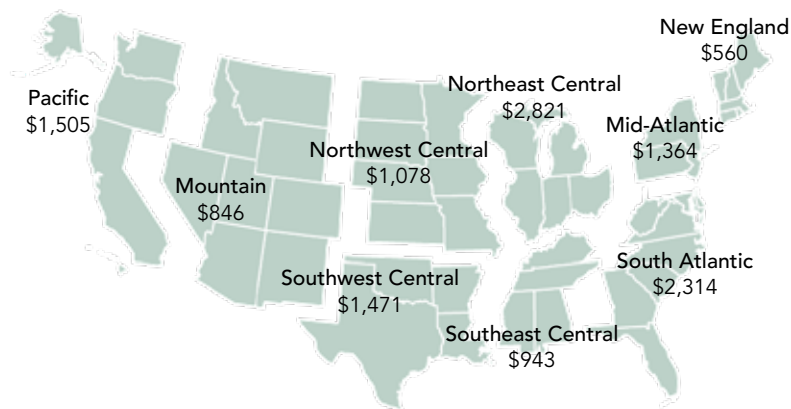 New England
$560
Northeast Central
$2,821
Pacific
$1,505
Mid-Atlantic
$1,364
Northwest Central
$1,078
Mountain
$846
South Atlantic
$2,314
Southwest Central
$1,471
Southeast Central
$943